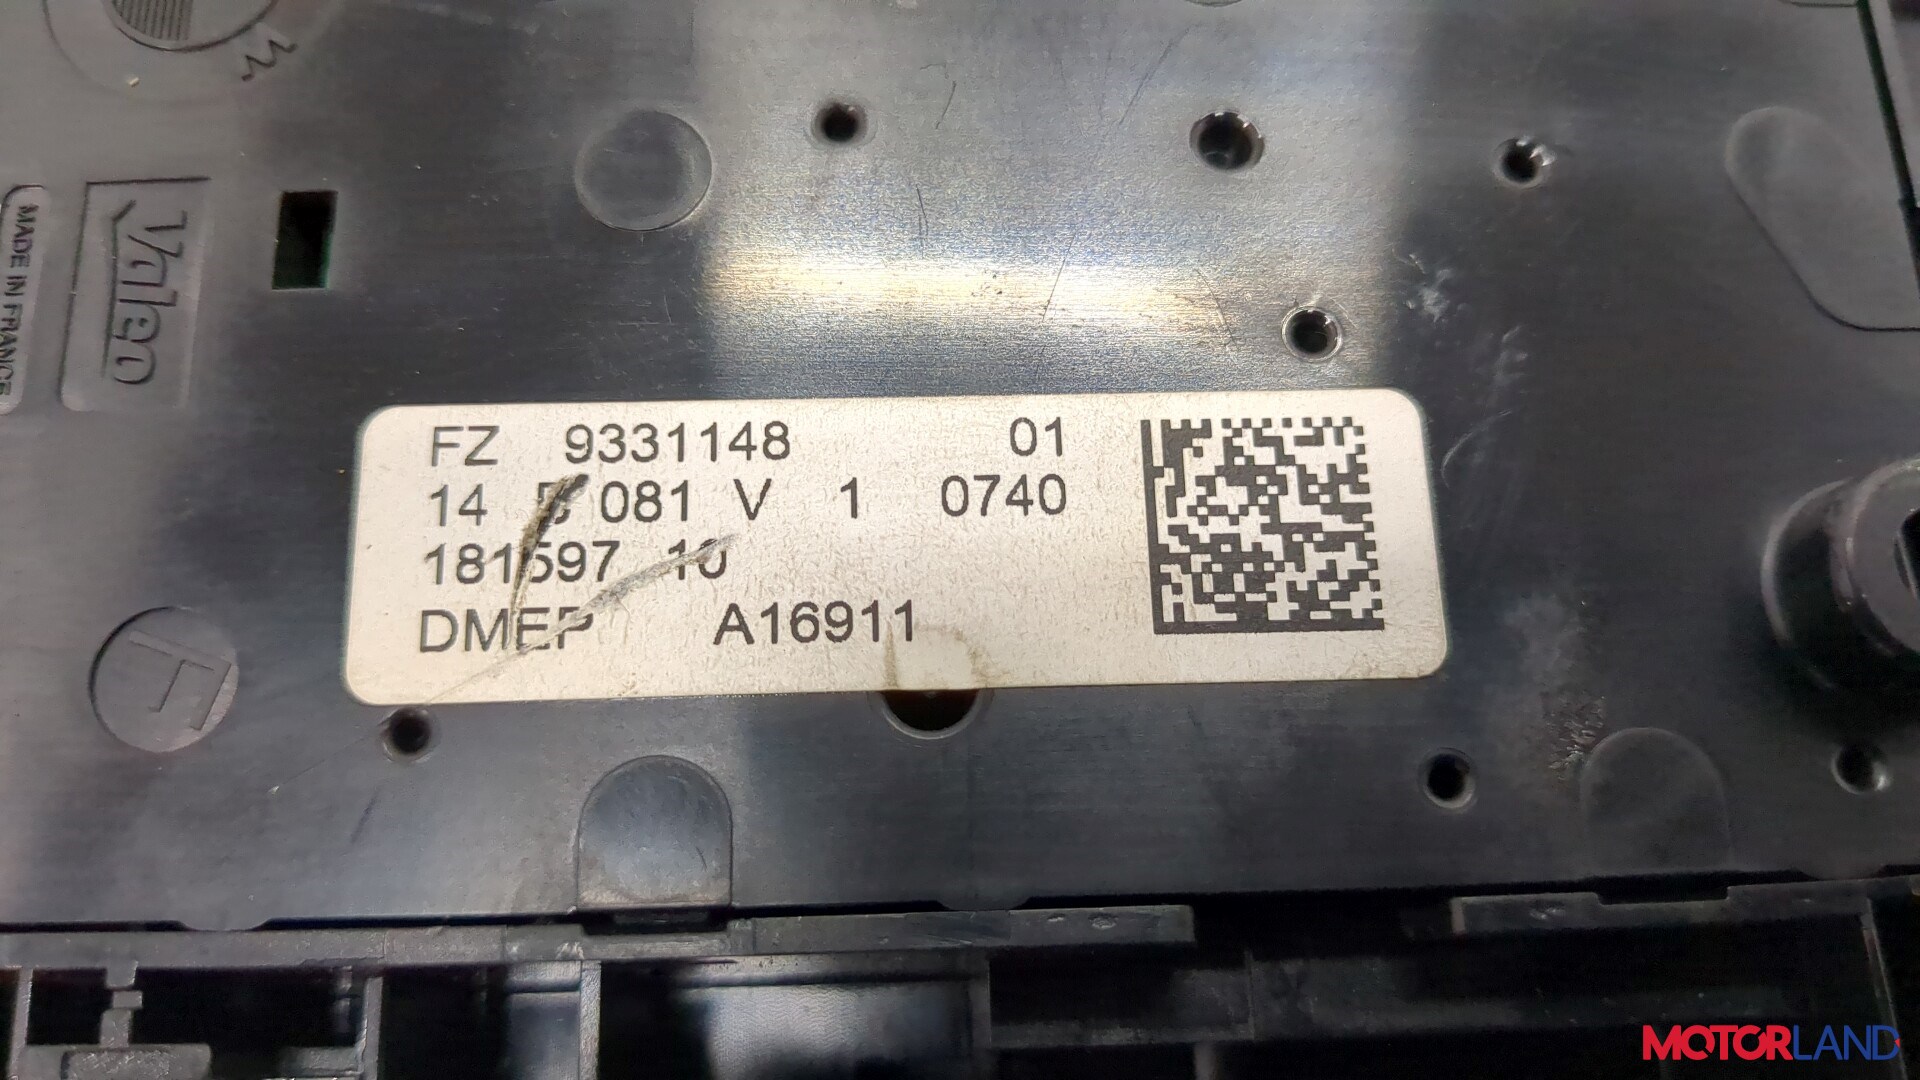 MADE IN FRANCE
Valeo
FZ 9331148 01
14 081 V 1 0740
181597 10
DMEP A16911
MOTORLAND